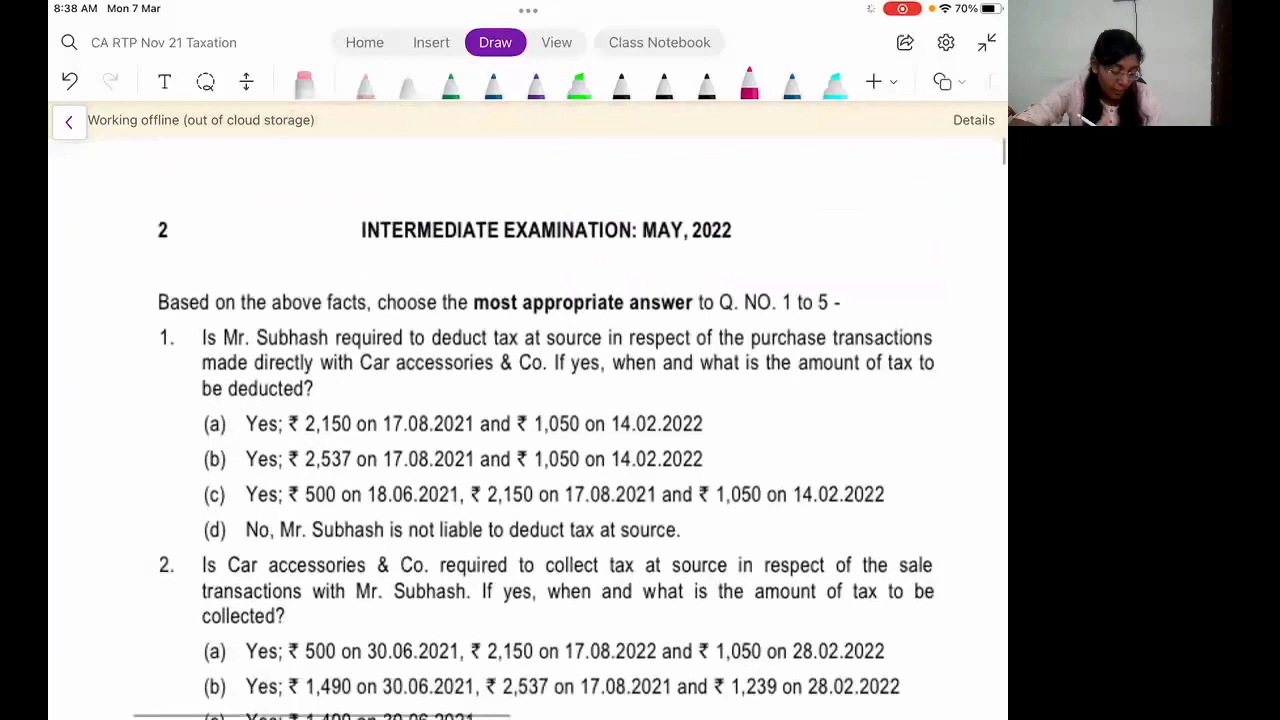 8:38 AM Mon 7 Mar
70%
CA RTP Nov 21 Taxation
Home Insert Draw View Class Notebook
Working offline (out of cloud storage)
Details
2 INTERMEDIATE EXAMINATION: MAY, 2022
Based on the above facts, choose the most appropriate answer to Q. NO. 1 to 5 -
1. Is Mr. Subhash required to deduct tax at source in respect of the purchase transactions
made directly with Car accessories & Co. If yes, when and what is the amount of tax to
be deducted?
(a) Yes; ₹ 2,150 on 17.08.2021 and ₹ 1,050 on 14.02.2022
(b) Yes; ₹ 2,537 on 17.08.2021 and ₹ 1,050 on 14.02.2022
(c) Yes; ₹ 500 on 18.06.2021, ₹ 2,150 on 17.08.2021 and ₹ 1,050 on 14.02.2022
(d) No, Mr. Subhash is not liable to deduct tax at source.
2. Is Car accessories & Co. required to collect tax at source in respect of the sale
transactions with Mr. Subhash. If yes, when and what is the amount of tax to be
collected?
(a) Yes; ₹ 500 on 30.06.2021, ₹ 2,150 on 17.08.2022 and ₹ 1,050 on 28.02.2022
(b) Yes; ₹ 1,490 on 30.06.2021, ₹ 2,537 on 17.08.2021 and ₹ 1,239 on 28.02.2022
(c) Yes; ₹ 1,490 on 30.06.2021